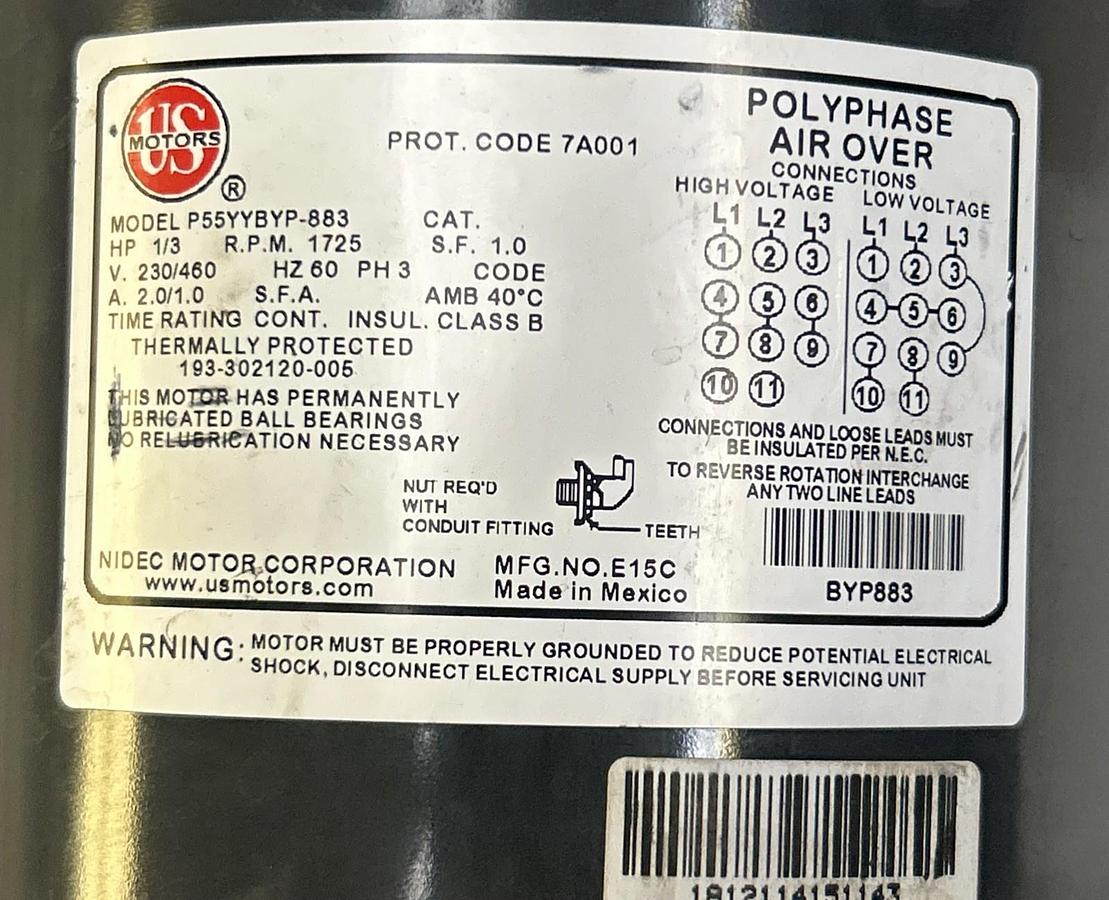 US
MOTORS
®
PROT. CODE 7A001
MODEL P55YYBYP-883 CAT.
HP 1/3 R.P.M. 1725 S.F. 1.0
V. 230/460 HZ 60 PH 3 CODE
A. 2.0/1.0 S.F.A. AMB 40°C
TIME RATING CONT. INSUL. CLASS B
THERMALLY PROTECTED
193-302120-005
THIS MOTOR HAS PERMANENTLY
LUBRICATED BALL BEARINGS
NO RELUBRICATION NECESSARY
NUT REQ'D
WITH
CONDUIT FITTING
TEETH
NIDEC MOTOR CORPORATION
www.usmotors.com
MFG.NO.E15C
Made in Mexico
POLYPHASE
AIR OVER
CONNECTIONS
HIGH VOLTAGE LOW VOLTAGE
L1 L2 L3 L1 L2 L3
1 2 3 1 2 3
4 5 6 4 5 6
7 8 9 7 8 9
10 11 10 11
CONNECTIONS AND LOOSE LEADS MUST
BE INSULATED PER N.E.C.
TO REVERSE ROTATION INTERCHANGE
ANY TWO LINE LEADS
BYP883
WARNING: MOTOR MUST BE PROPERLY GROUNDED TO REDUCE POTENTIAL ELECTRICAL
SHOCK, DISCONNECT ELECTRICAL SUPPLY BEFORE SERVICING UNIT